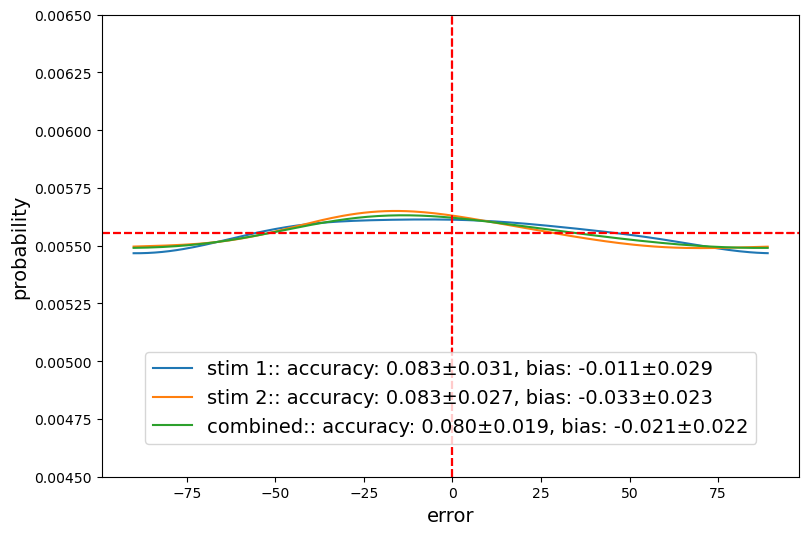 0.00650
0.00625
0.00600
0.00575
0.00550
0.00525
0.00500
0.00475
0.00450
probability
stim 1:: accuracy: 0.083±0.031, bias: -0.011±0.029
stim 2:: accuracy: 0.083±0.027, bias: -0.033±0.023
combined:: accuracy: 0.080±0.019, bias: -0.021±0.022
−75 −50 −25 0 25 50 75
error